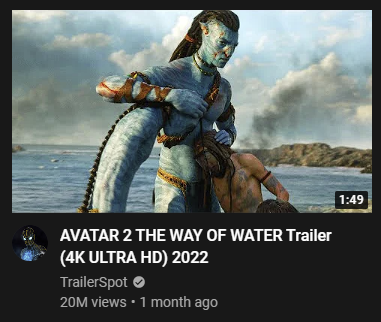 1:49
AVATAR 2 THE WAY OF WATER Trailer
(4K ULTRA HD) 2022
TrailerSpot
20M views • 1 month ago